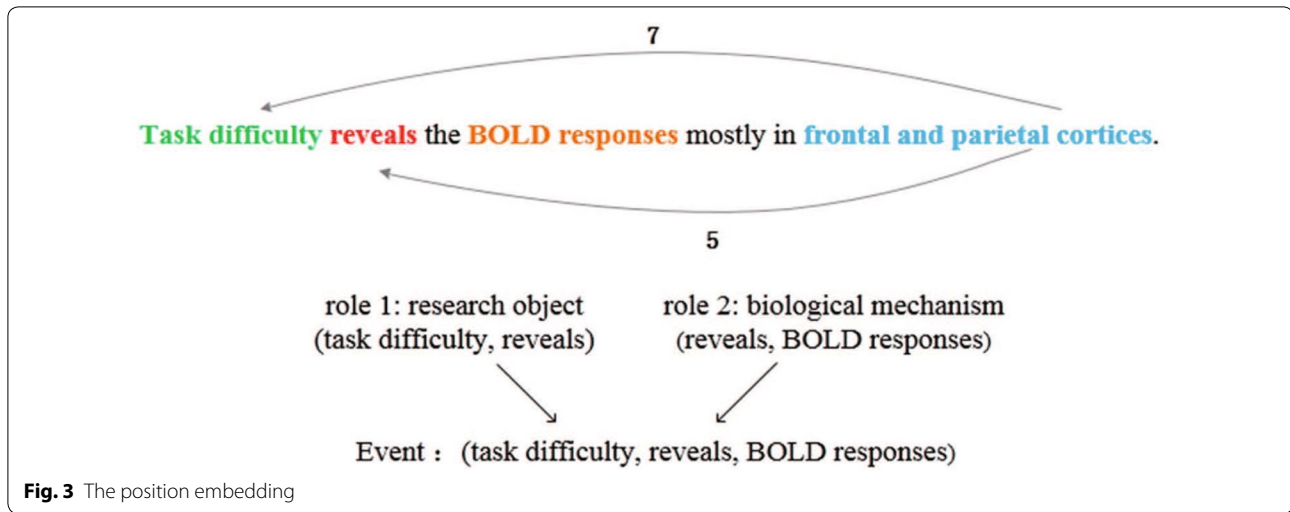 7
Task difficulty reveals the BOLD responses mostly in frontal and parietal cortices.
5
role 1: research object
(task difficulty, reveals)
role 2: biological mechanism
(reveals, BOLD responses)
Event : (task difficulty, reveals, BOLD responses)
Fig. 3 The position embedding